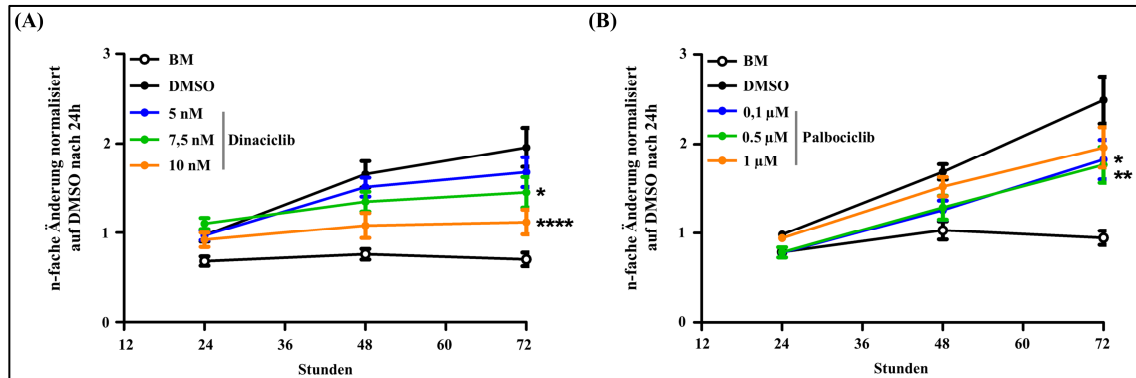 (A)
n-fache Änderung normalisiert
auf DMSO nach 24h
3
2
1
0
BM
DMSO
5 nM
7,5 nM
10 nM
Dinaciclib
*
****
12 24 36 48 60 72
Stunden
(B)
n-fache Änderung normalisiert
auf DMSO nach 24h
3
2
1
0
BM
DMSO
0,1 µM
0.5 µM
1 µM
Palbociclib
*
**
12 24 36 48 60 72
Stunden